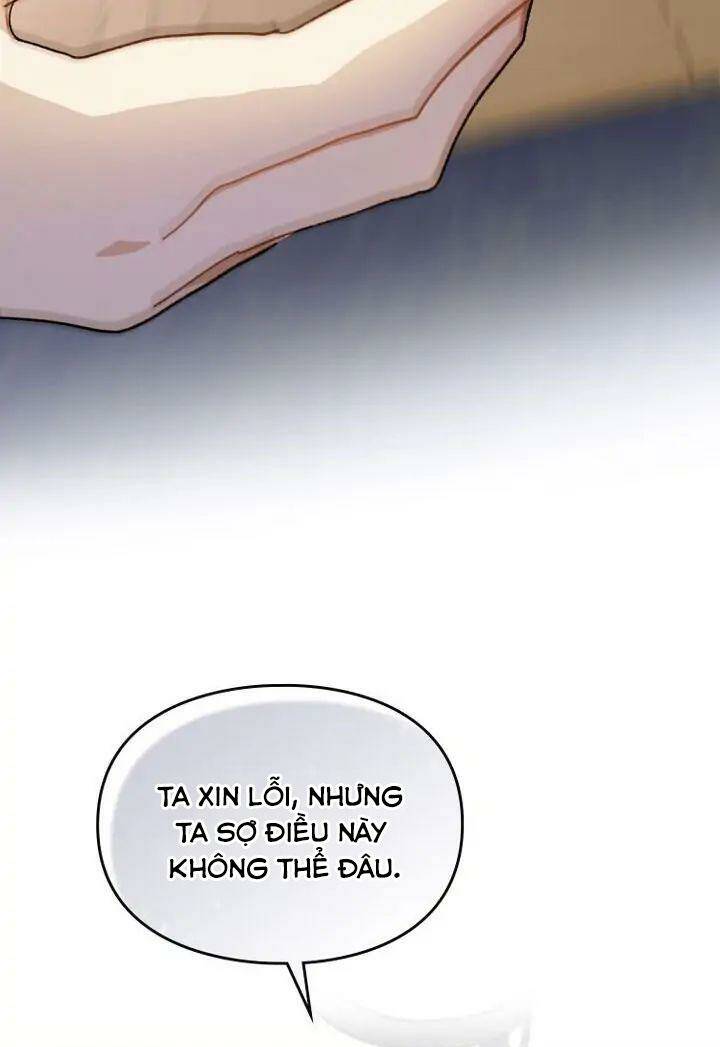 TA XIN LỖI, NHƯNG
TA SỢ ĐIỀU NÀY
KHÔNG THỂ ĐÂU.